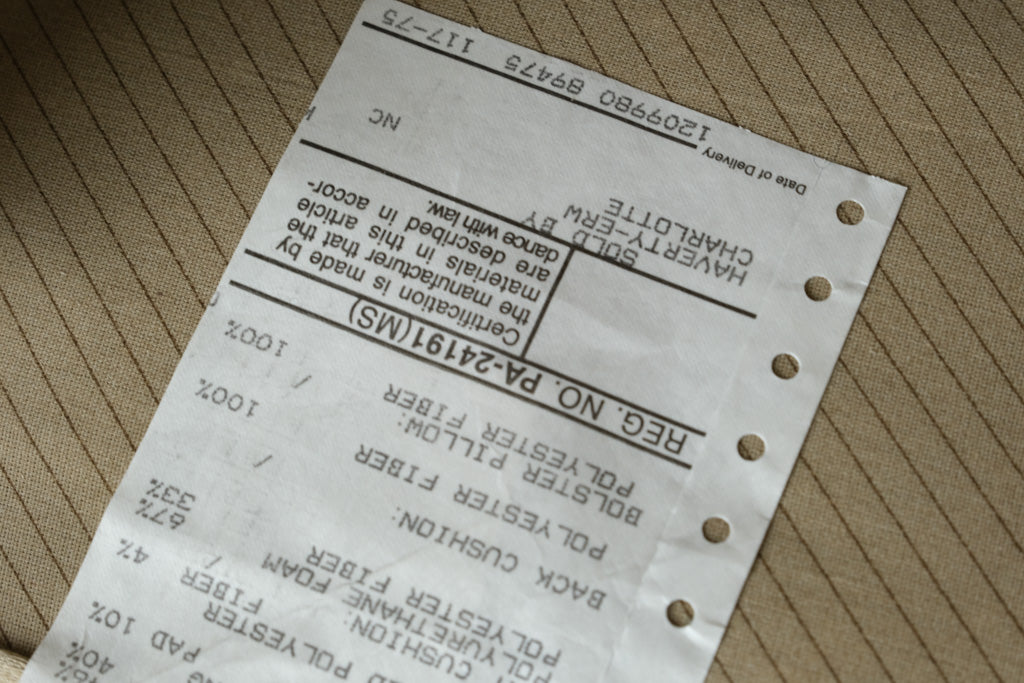 40%
PAD 10%
POLYESTER FIBER 4%
CUSHION: /
POLYURETHANE FOAM 67%
POLYESTER FIBER 33%
BACK CUSHION: /
POLYESTER FIBER 100%
BOLSTER PILLOW: /
POLYESTER FIBER 100%
REG. NO. PA-24191(MS)
Certification is made by
the manufacturer that the
materials in this article
are described in accor-
dance with law.
SOLD BY
HAVERTY-ERW
CHARLOTTE NC
Date of Delivery
1209980 89475 117-75